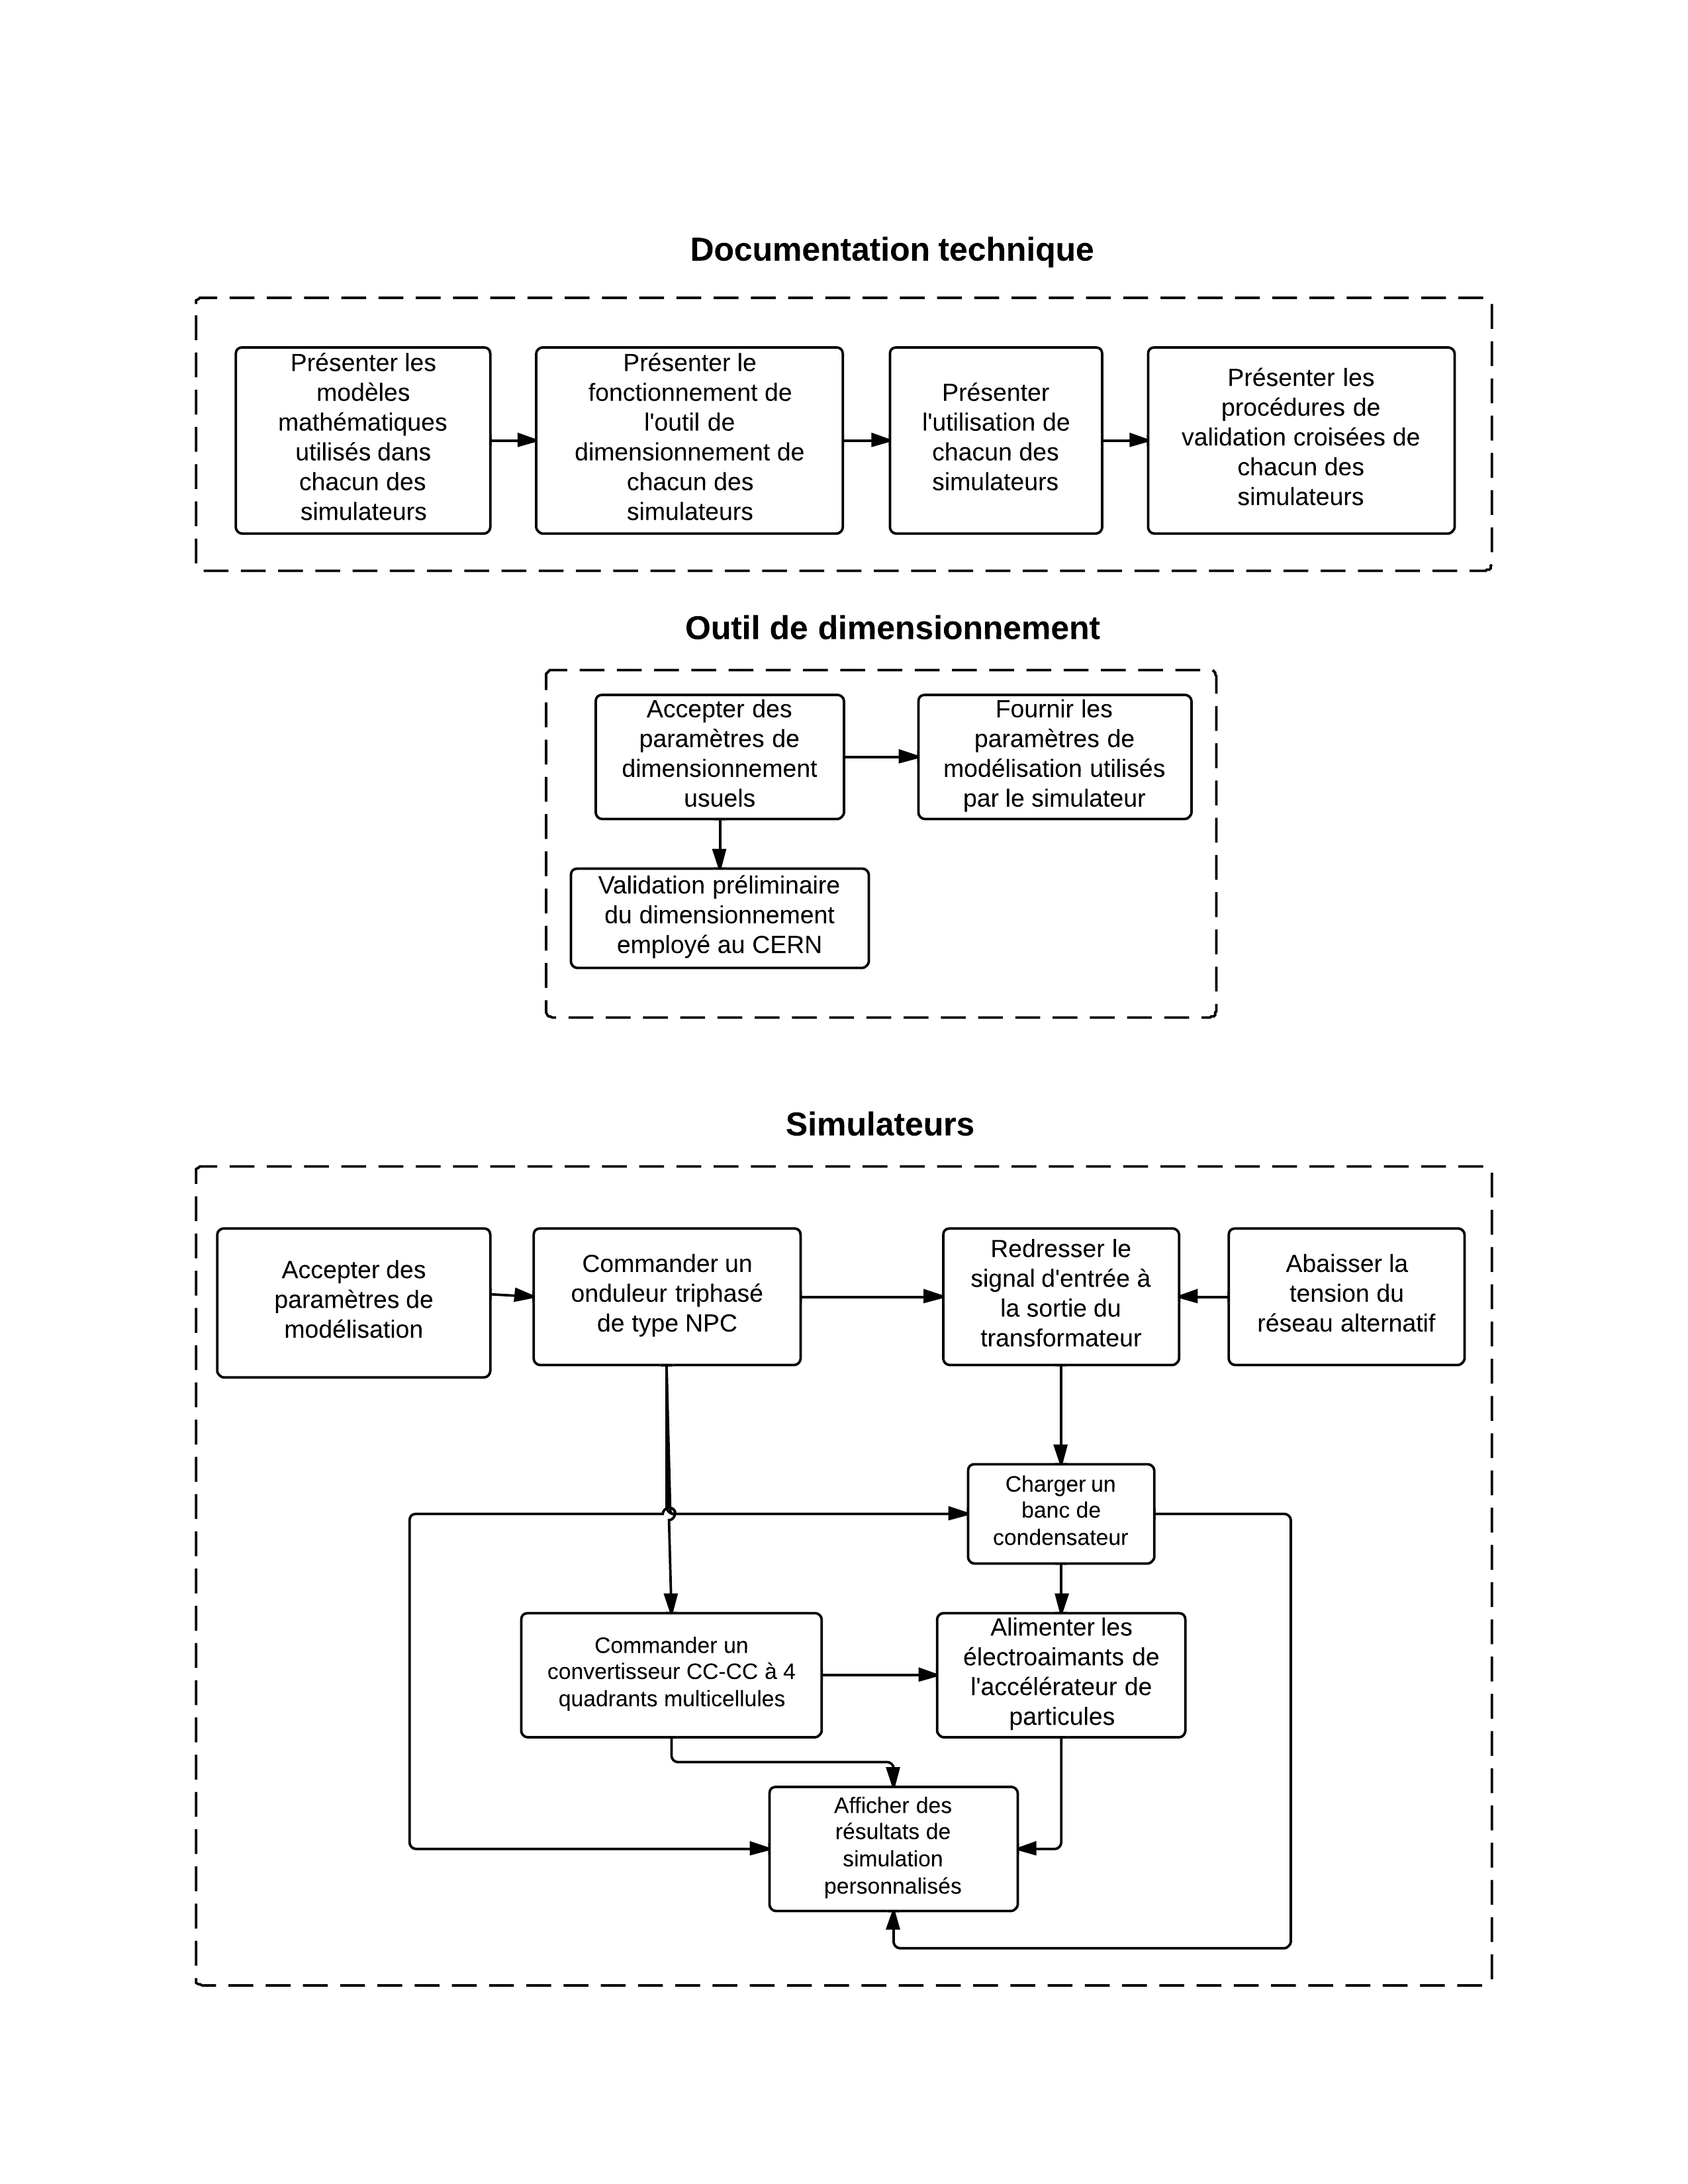 Documentation technique
Présenter les
modèles
mathématiques
utilisés dans
chacun des
simulateurs
Présenter le
fonctionnement de
l'outil de
dimensionnement de
chacun des
simulateurs
Présenter
l'utilisation de
chacun des
simulateurs
Présenter les
procédures de
validation croisées de
chacun des
simulateurs
Outil de dimensionnement
Accepter des
paramètres de
dimensionnement
usuels
Fournir les
paramètres de
modélisation utilisés
par le simulateur
Validation préliminaire
du dimensionnement
employé au CERN
Simulateurs
Accepter des
paramètres de
modélisation
Commander un
onduleur triphasé
de type NPC
Redresser le
signal d'entrée à
la sortie du
transformateur
Abaisser la
tension du
réseau alternatif
Charger un
banc de
condensateur
Commander un
convertisseur CC-CC à 4
quadrants multicellules
Alimenter les
électroaimants de
l'accélérateur de
particules
Afficher des
résultats de
simulation
personnalisés